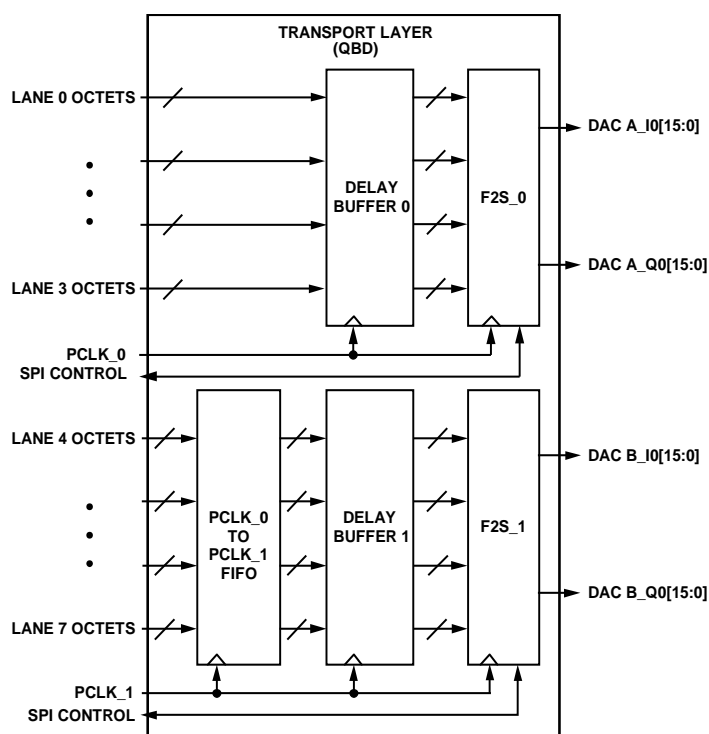 TRANSPORT LAYER
(QBD)
LANE 0 OCTETS
LANE 3 OCTETS
DELAY
BUFFER 0
F2S_0
DAC A_I0[15:0]
DAC A_Q0[15:0]
PCLK_0
SPI CONTROL
LANE 4 OCTETS
LANE 7 OCTETS
PCLK_0
TO
PCLK_1
FIFO
DELAY
BUFFER 1
F2S_1
DAC B_I0[15:0]
DAC B_Q0[15:0]
PCLK_1
SPI CONTROL